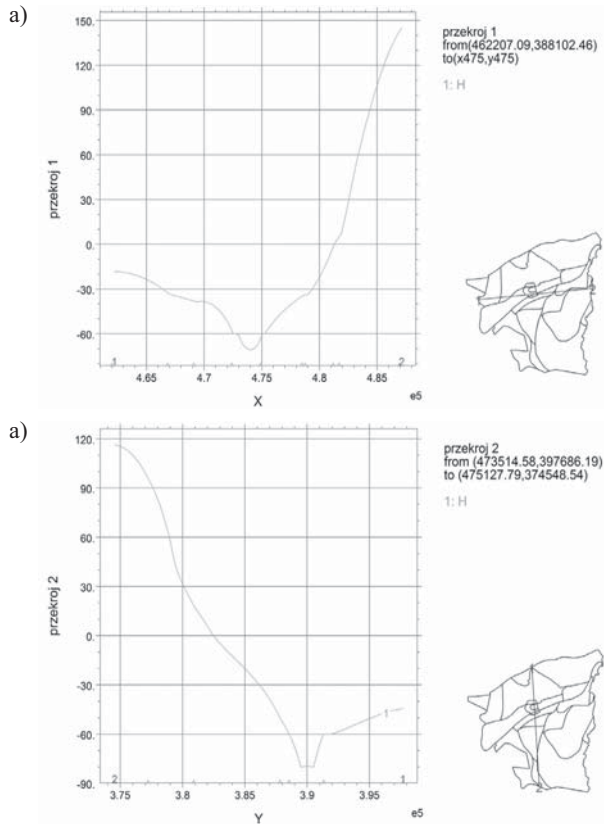 a)
150.
120.
90.
60.
30.
0.
-30.
-60.
przekroj 1
1
2
4.65
4.7
4.75
4.8
4.85
e5
X
przekroj 1
from(462207.09,388102.46)
to(x475,y475)
1: H
a)
120.
90.
60.
30.
0.
-30.
-60.
-90.
przekroj 2
1
2
1
3.75
3.8
3.85
3.9
3.95
e5
Y
przekroj 2
from (473514.58,397686.19)
to (475127.79,374548.54)
1: H